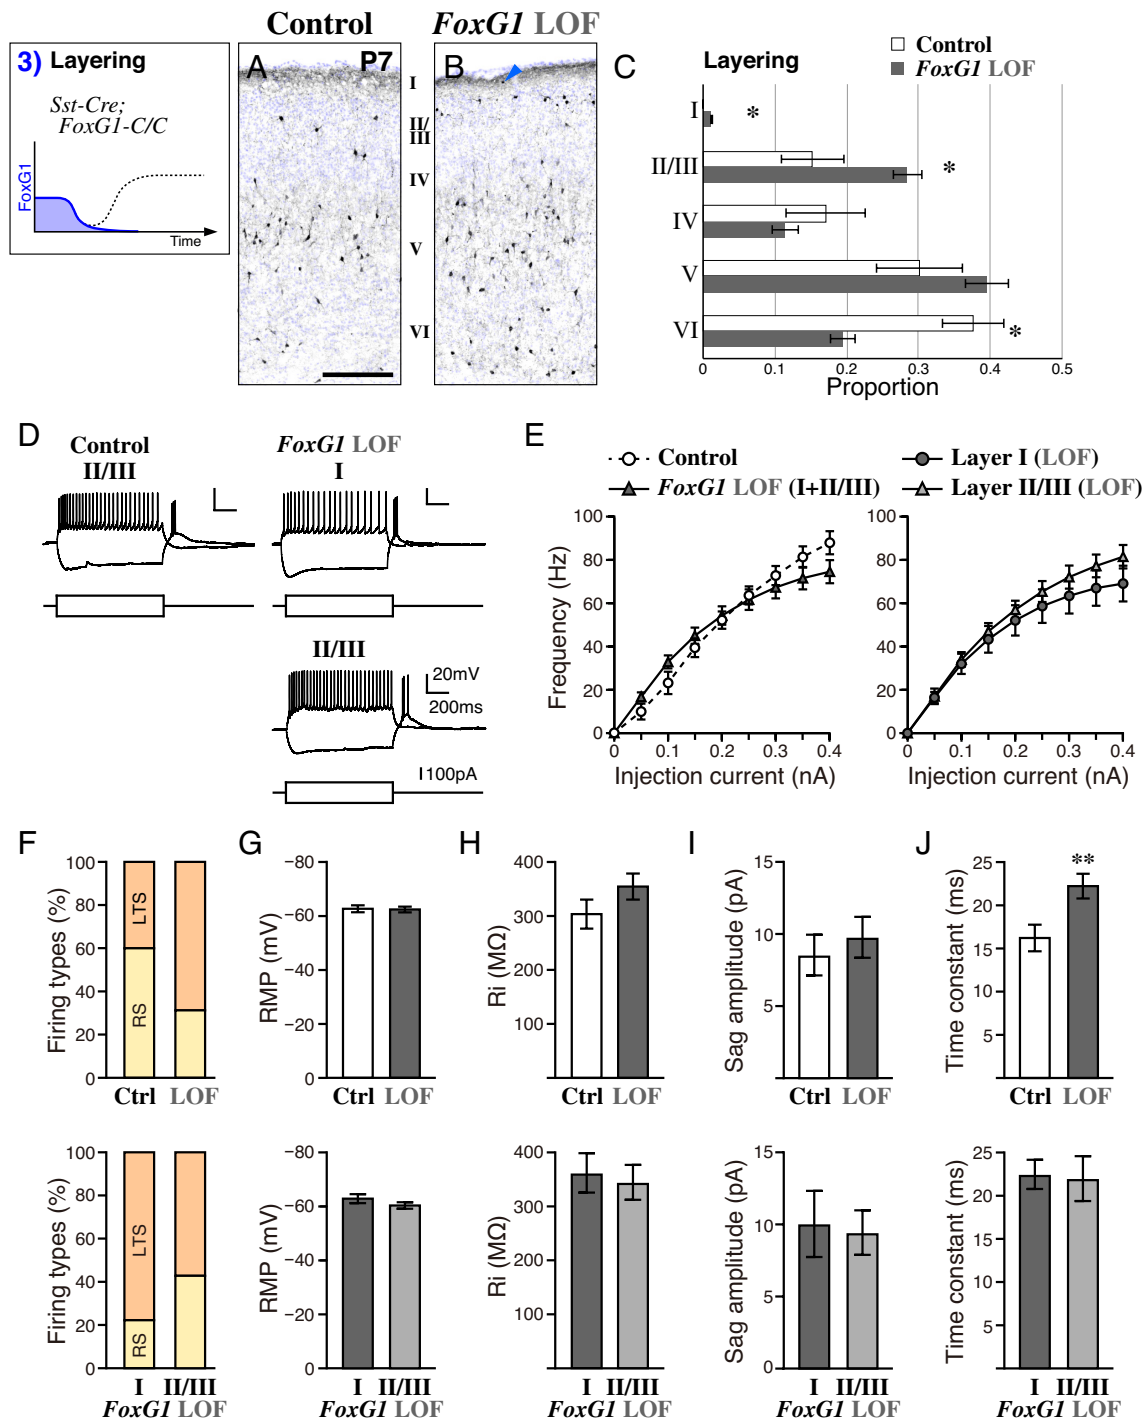 Control
FoxG1 LOF
3) Layering
Sst-Cre;
FoxG1-C/C
FoxG1
Time
A
P7
B
I
II/
III
IV
V
VI
C
Layering
Control
FoxG1 LOF
I
*
II/III
*
IV
V
VI
*
0 0.1 0.2 0.3 0.4 0.5
Proportion
D
Control
II/III
FoxG1 LOF
I
II/III
20mV
200ms
100pA
E
Control
FoxG1 LOF (I+II/III)
Layer I (LOF)
Layer II/III (LOF)
Frequency (Hz)
100
80
60
40
20
0
0 0.1 0.2 0.3 0.4
Injection current (nA)
100
80
60
40
20
0
0 0.1 0.2 0.3 0.4
Injection current (nA)
F
Firing types (%)
100
80
60
40
20
0
LTS
RS
Ctrl LOF
G
RMP (mV)
−80
−60
−40
−20
0
Ctrl LOF
H
Ri (MΩ)
400
300
200
100
Ctrl LOF
I
Sag amplitude (pA)
15
10
5
Ctrl LOF
J
Time constant (ms)
25
20
15
10
5
**
Ctrl LOF
Firing types (%)
100
80
60
40
20
0
LTS
RS
I II/III
FoxG1 LOF
RMP (mV)
−80
−60
−40
−20
0
I II/III
FoxG1 LOF
Ri (MΩ)
400
300
200
100
I II/III
FoxG1 LOF
Sag amplitude (pA)
15
10
5
0
I II/III
FoxG1 LOF
Time constant (ms)
25
20
15
10
5
I II/III
FoxG1 LOF